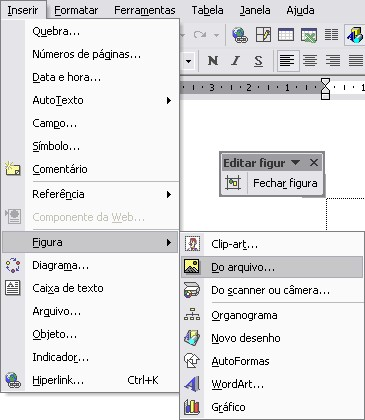 Inserir Formatar Ferramentas Tabela Janela Ajuda
Quebra...
Números de páginas...
Data e hora...
AutoTexto
Campo...
Símbolo...
Comentário
Referência
Componente da Web...
Figura
Diagrama...
Caixa de texto
Arquivo...
Objeto...
Indicador...
Hiperlink... Ctrl+K
N I S
1
Editar figur
Fechar figura
Clip-art...
Do arquivo...
Do scanner ou câmera...
Organograma
Novo desenho
AutoFormas
WordArt...
Gráfico